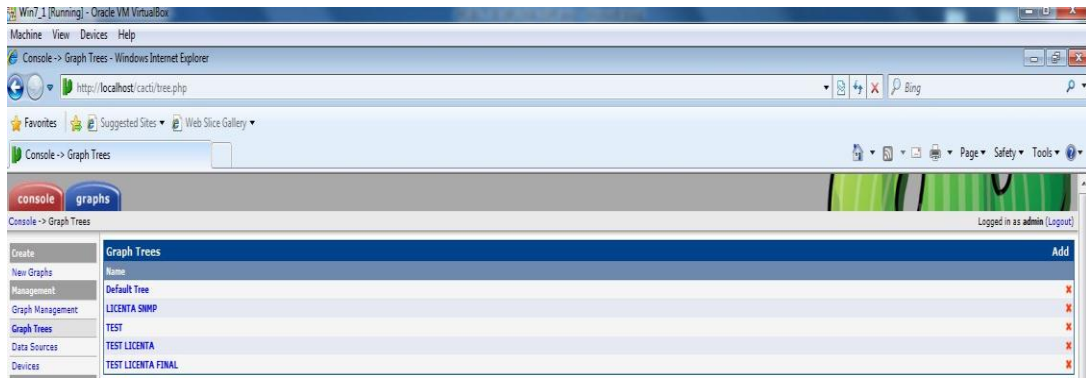 Win7_1 [Running] - Oracle VM VirtualBox
Machine View Devices Help
Console -> Graph Trees - Windows Internet Explorer
http://localhost/cacti/tree.php
Bing
Favorites Suggested Sites Web Slice Gallery
Console -> Graph Trees
Page Safety Tools
console graphs
Console -> Graph Trees
Logged in as admin (Logout)
Create
New Graphs
Management
Graph Management
Graph Trees
Data Sources
Devices
Graph Trees Add
Name
Default Tree
LICENTA SNMP
TEST
TEST LICENTA
TEST LICENTA FINAL